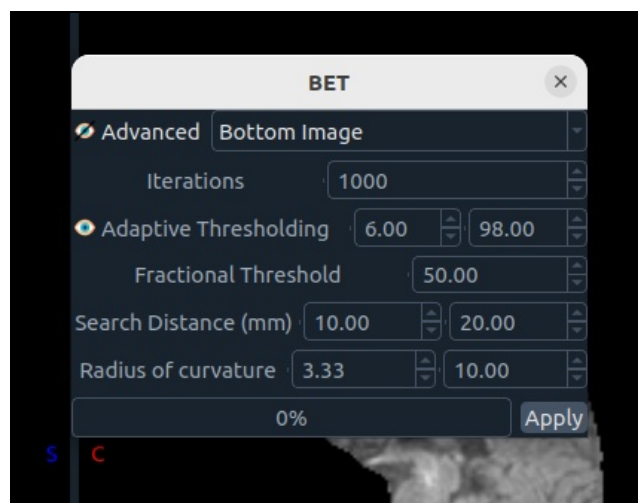 BET
Advanced Bottom Image
Iterations 1000
Adaptive Thresholding 6.00 98.00
Fractional Threshold 50.00
Search Distance (mm) 10.00 20.00
Radius of curvature 3.33 10.00
0% Apply
S C